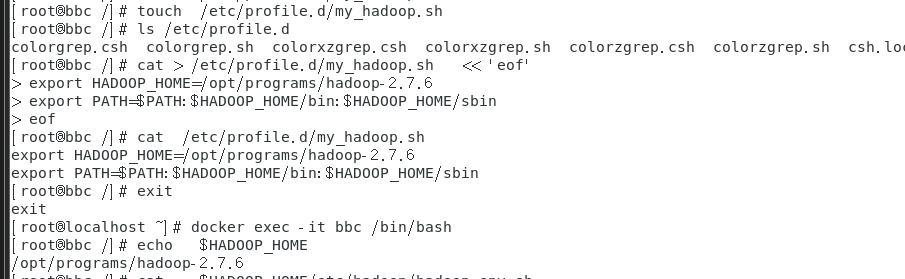 [root@bbc /]# touch  /etc/profile.d/my_hadoop.sh
[root@bbc /]# ls /etc/profile.d
colorgrep.csh  colorgrep.sh  colorxzgrep.csh  colorxzgrep.sh  colorzgrep.csh  colorzgrep.sh  csh.loc
[root@bbc /]# cat > /etc/profile.d/my_hadoop.sh   << 'eof'
> export HADOOP_HOME=/opt/programs/hadoop-2.7.6
> export PATH=$PATH:$HADOOP_HOME/bin:$HADOOP_HOME/sbin
> eof
[root@bbc /]# cat  /etc/profile.d/my_hadoop.sh
export HADOOP_HOME=/opt/programs/hadoop-2.7.6
export PATH=$PATH:$HADOOP_HOME/bin:$HADOOP_HOME/sbin
[root@bbc /]# exit
exit
[root@localhost ~]# docker exec -it bbc /bin/bash
[root@bbc /]# echo   $HADOOP_HOME
/opt/programs/hadoop-2.7.6